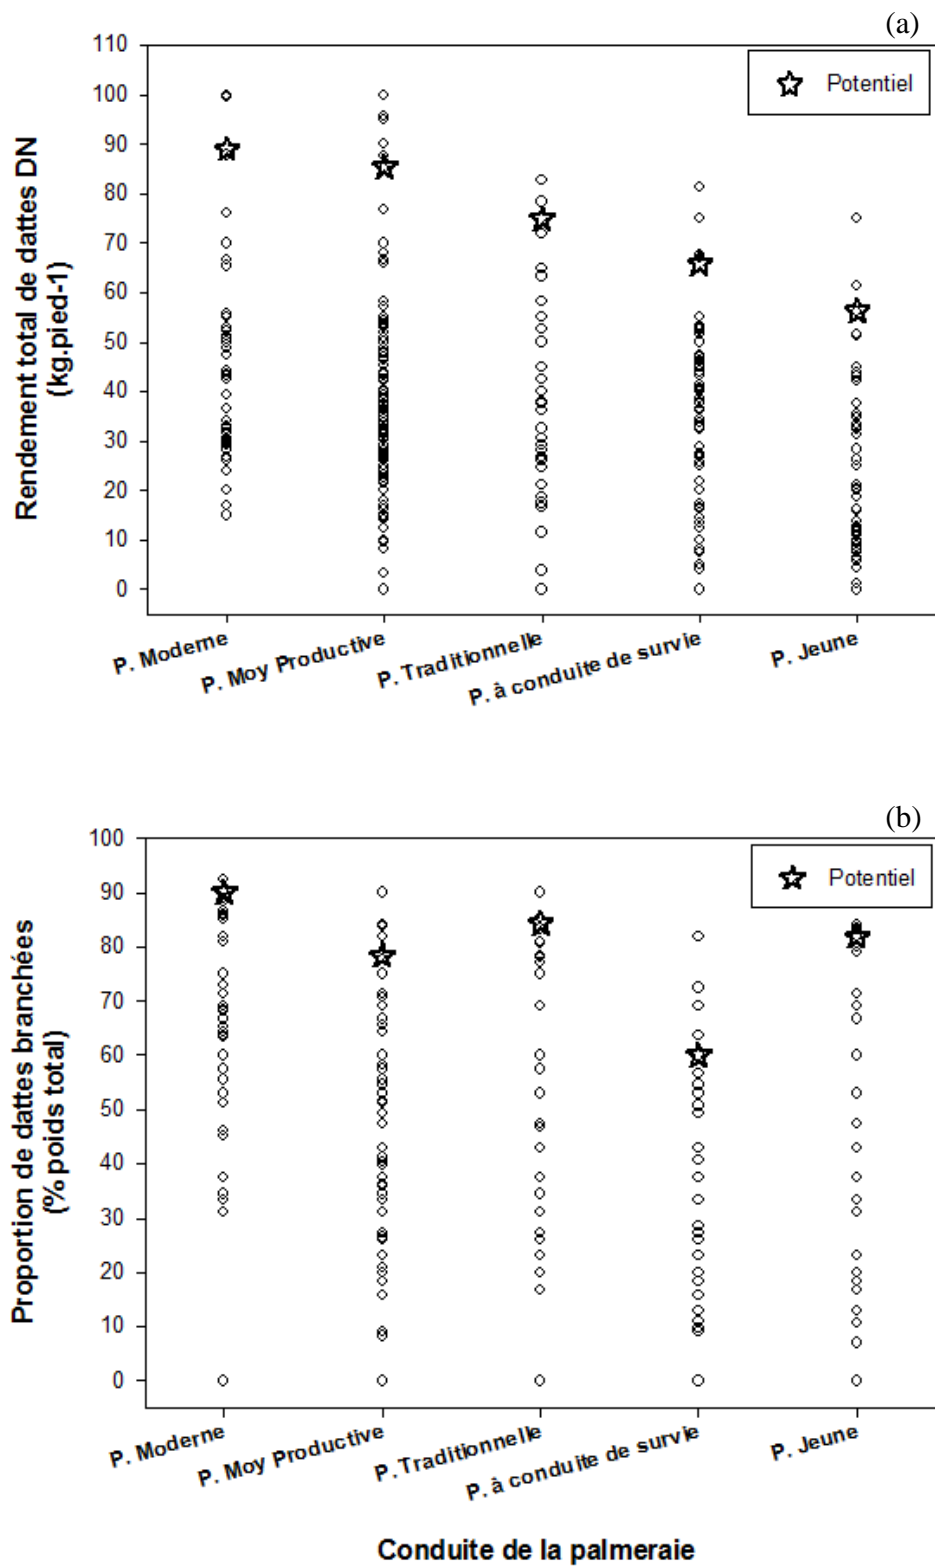 (a)
Rendement total de dattes DN
(kg.pied-1)
110
100
90
80
70
60
50
40
30
20
10
0
Potentiel
P. Moderne
P. Moy Productive
P. Traditionnelle
P. à conduite de survie
P. Jeune
(b)
Proportion de dattes branchées
(% poids total)
100
90
80
70
60
50
40
30
20
10
0
Potentiel
P. Moderne
P. Moy Productive
P. Traditionnelle
P. à conduite de survie
P. Jeune
Conduite de la palmeraie